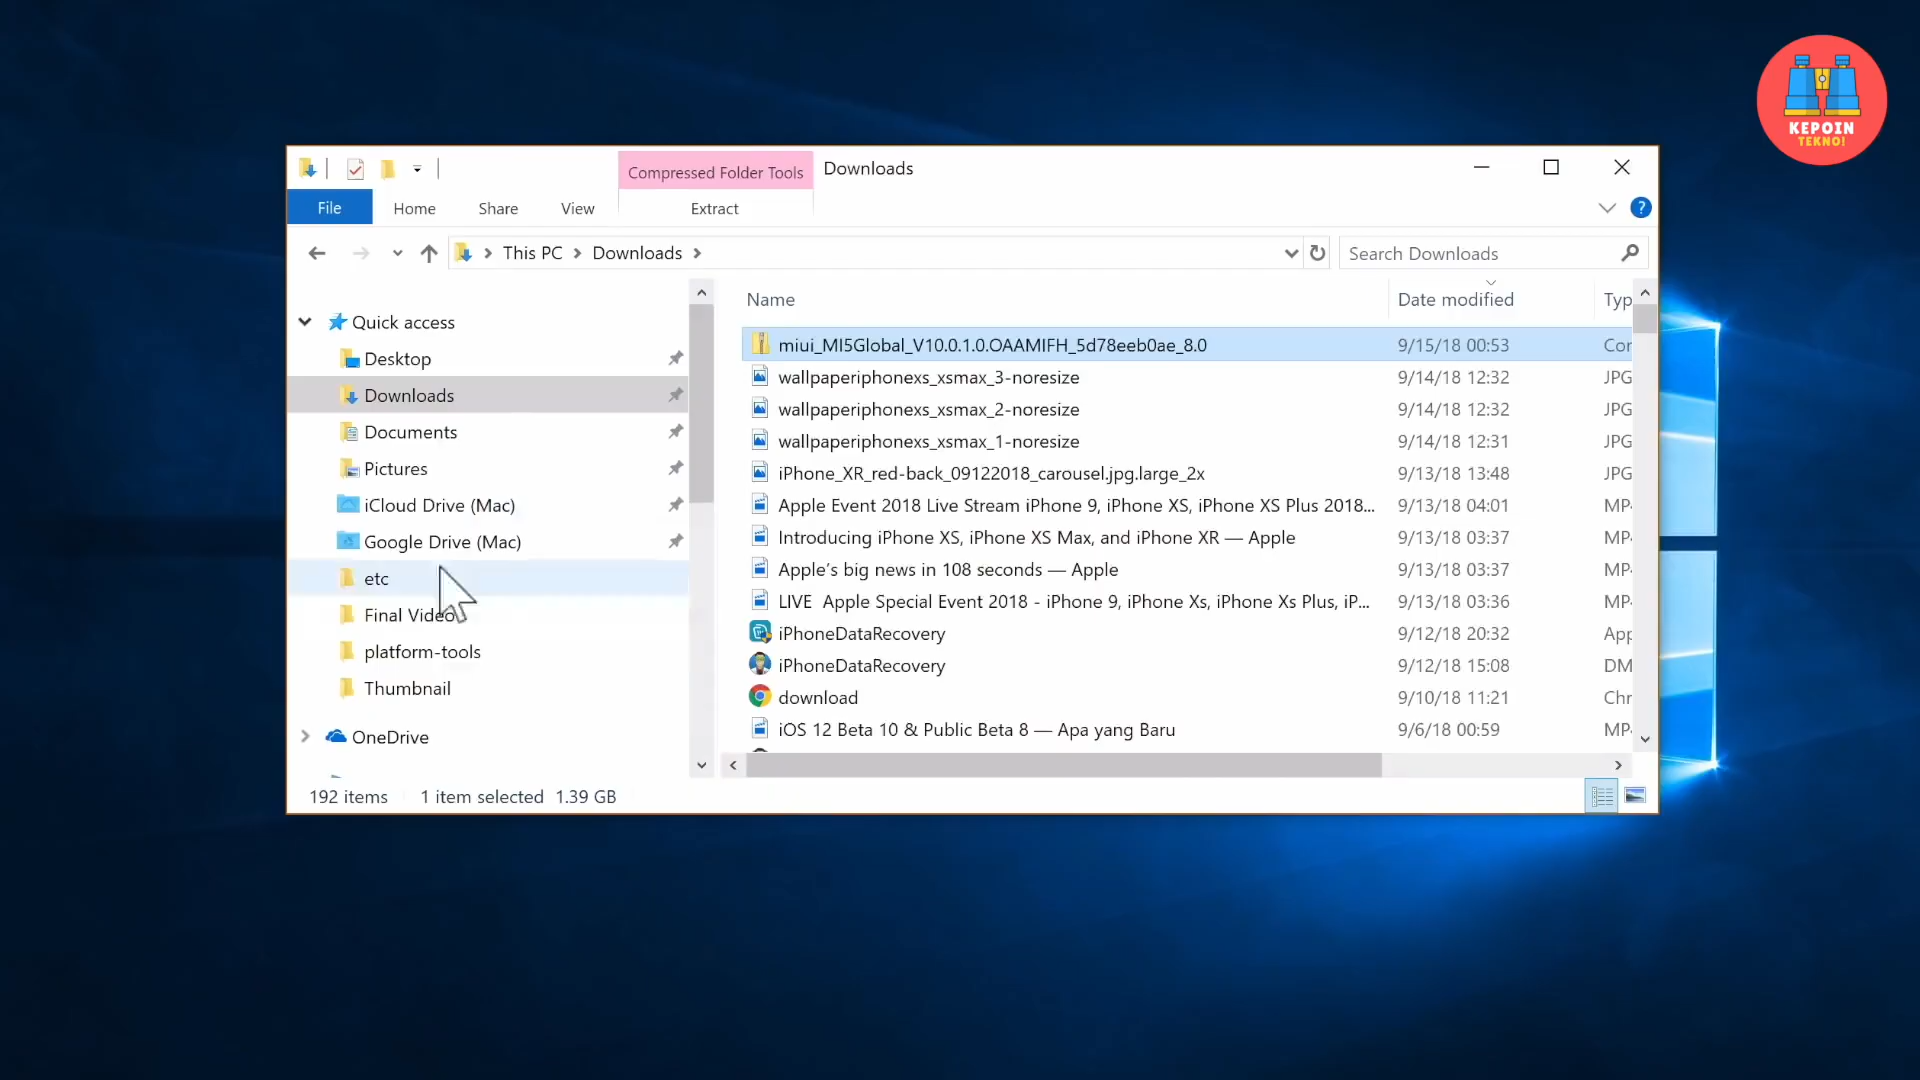 KEPOIN
TEKNO!
Compressed Folder Tools
Downloads
File
Home
Share
View
Extract
?
This PC
Downloads
Search Downloads
Quick access
Desktop
Downloads
Documents
Pictures
iCloud Drive (Mac)
Google Drive (Mac)
etc
Final Video
platform-tools
Thumbnail
OneDrive
Name Date modified Typ
miui_MI5Global_V10.0.1.0.OAAMIFH_5d78eeb0ae_8.0 9/15/18 00:53 Cor
wallpaperiphonexs_xsmax_3-noresize 9/14/18 12:32 JPG
wallpaperiphonexs_xsmax_2-noresize 9/14/18 12:32 JPG
wallpaperiphonexs_xsmax_1-noresize 9/14/18 12:31 JPG
iPhone_XR_red-back_09122018_carousel.jpg.large_2x 9/13/18 13:48 JPG
Apple Event 2018 Live Stream iPhone 9, iPhone XS, iPhone XS Plus 2018... 9/13/18 04:01 MP4
Introducing iPhone XS, iPhone XS Max, and iPhone XR — Apple 9/13/18 03:37 MP4
Apple’s big news in 108 seconds — Apple 9/13/18 03:37 MP4
LIVE Apple Special Event 2018 - iPhone 9, iPhone Xs, iPhone Xs Plus, iP... 9/13/18 03:36 MP4
iPhoneDataRecovery 9/12/18 20:32 App
iPhoneDataRecovery 9/12/18 15:08 DM
download 9/10/18 11:21 Chr
iOS 12 Beta 10 & Public Beta 8 — Apa yang Baru 9/6/18 00:59 MP4
192 items 1 item selected 1.39 GB